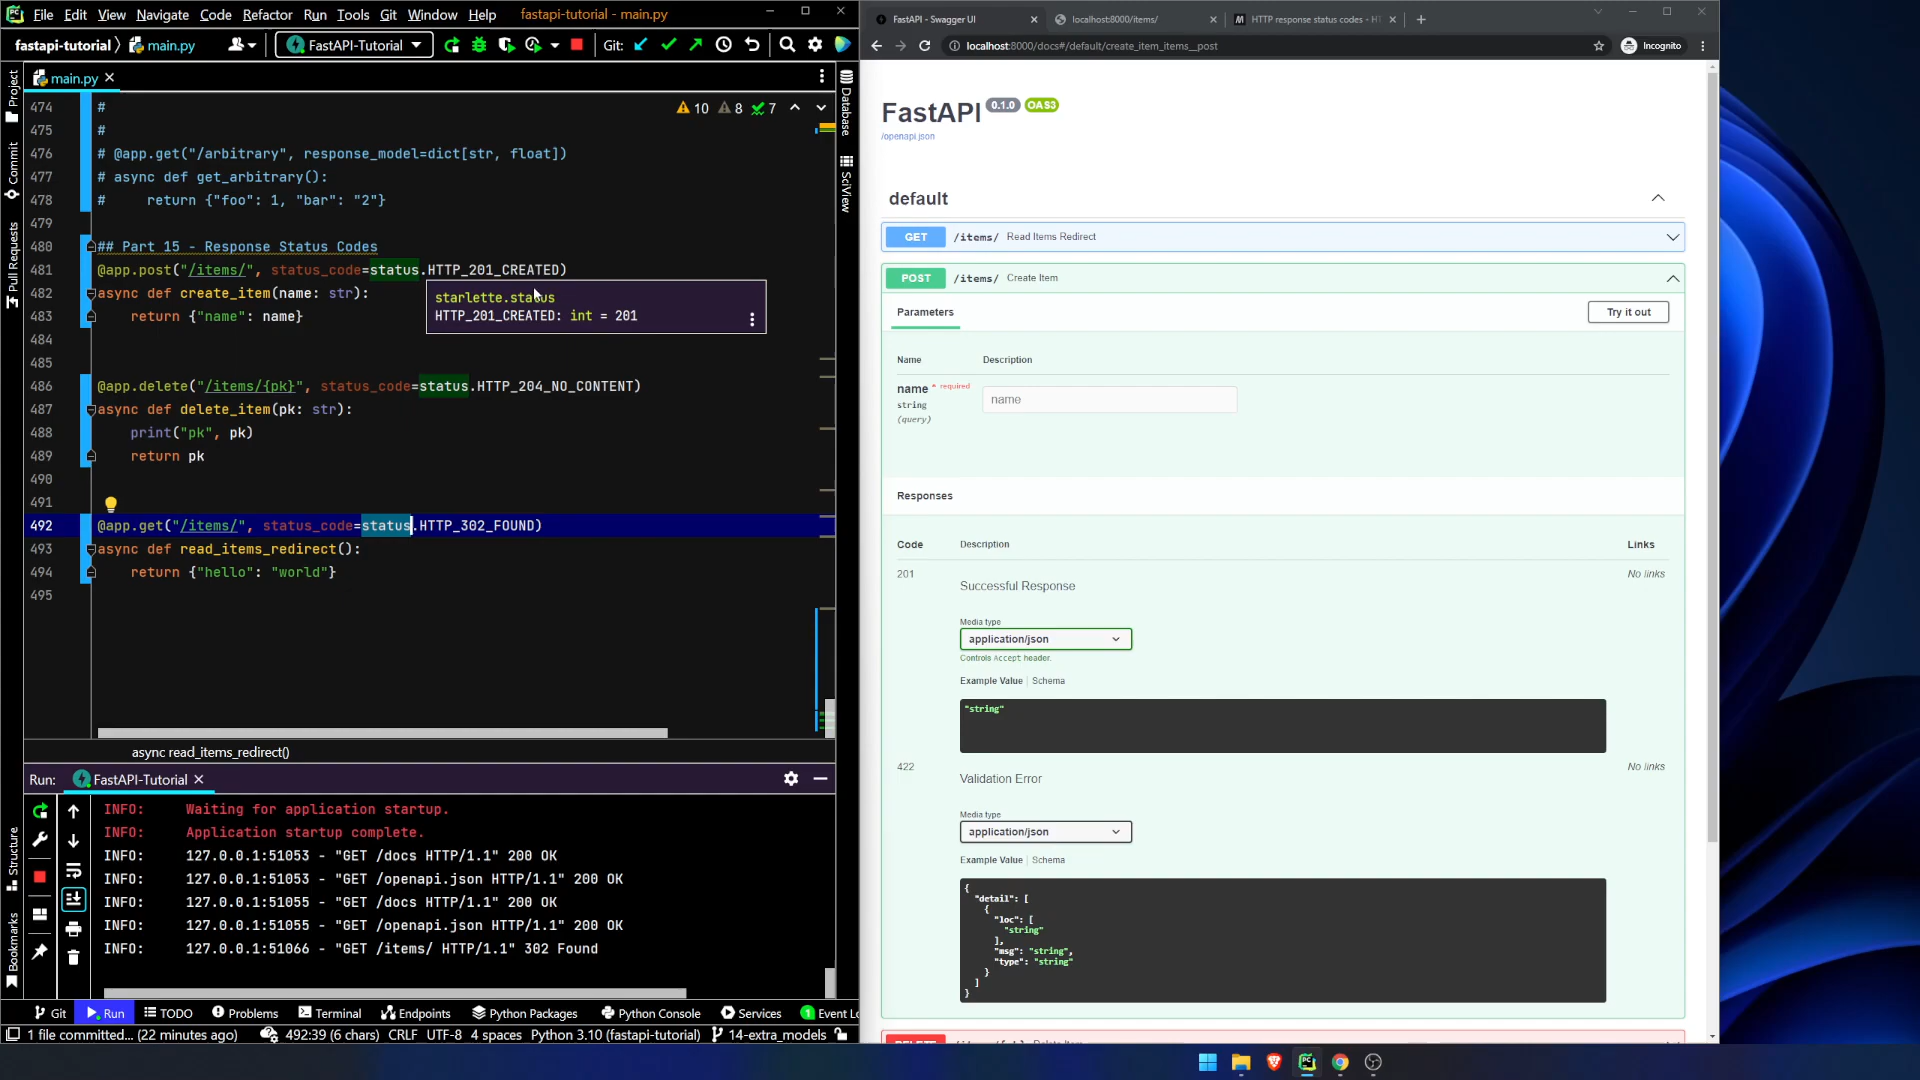 File Edit View Navigate Code Refactor Run Tools Git Window Help fastapi-tutorial - main.py
fastapi-tutorial main.py FastAPI-Tutorial Git:
main.py
10 8 7
474 #
475 #
476 # @app.get("/arbitrary", response_model=dict[str, float])
477 # async def get_arbitrary():
478 #     return {"foo": 1, "bar": "2"}
479
480 ## Part 15 - Response Status Codes
481 @app.post("/items/", status_code=status.HTTP_201_CREATED)
482 async def create_item(name: str):
483     return {"name": name}
starlette.status
HTTP_201_CREATED: int = 201
484
485
486 @app.delete("/items/{pk}", status_code=status.HTTP_204_NO_CONTENT)
487 async def delete_item(pk: str):
488     print("pk", pk)
489     return pk
490
491
492 @app.get("/items/", status_code=status.HTTP_302_FOUND)
493 async def read_items_redirect():
494     return {"hello": "world"}
495
async read_items_redirect()
Project
Commit
Pull Requests
Structure
Bookmarks
Database
SciView
Run: FastAPI-Tutorial
INFO: Waiting for application startup.
INFO: Application startup complete.
INFO: 127.0.0.1:51053 - "GET /docs HTTP/1.1" 200 OK
INFO: 127.0.0.1:51053 - "GET /openapi.json HTTP/1.1" 200 OK
INFO: 127.0.0.1:51055 - "GET /docs HTTP/1.1" 200 OK
INFO: 127.0.0.1:51055 - "GET /openapi.json HTTP/1.1" 200 OK
INFO: 127.0.0.1:51066 - "GET /items/ HTTP/1.1" 302 Found
Git Run TODO Problems Terminal Endpoints Python Packages Python Console Services 1 Event Lo
1 file committed... (22 minutes ago) 492:39 (6 chars) CRLF UTF-8 4 spaces Python 3.10 (fastapi-tutorial) 14-extra_models
FastAPI - Swagger UI localhost:8000/items/ HTTP response status codes - HT
localhost:8000/docs#/default/create_item_items__post Incognito
FastAPI 0.1.0 OAS3
/openapi.json
default
GET /items/ Read Items Redirect
POST /items/ Create Item
Parameters Try it out
Name Description
name * required
string
(query)
name
Responses
Code Description Links
201 No links
Successful Response
Media type
application/json
Controls Accept header.
Example Value | Schema
"string"
422 No links
Validation Error
Media type
application/json
Example Value | Schema
{
  "detail": [
    {
      "loc": [
        "string"
      ],
      "msg": "string",
      "type": "string"
    }
  ]
}